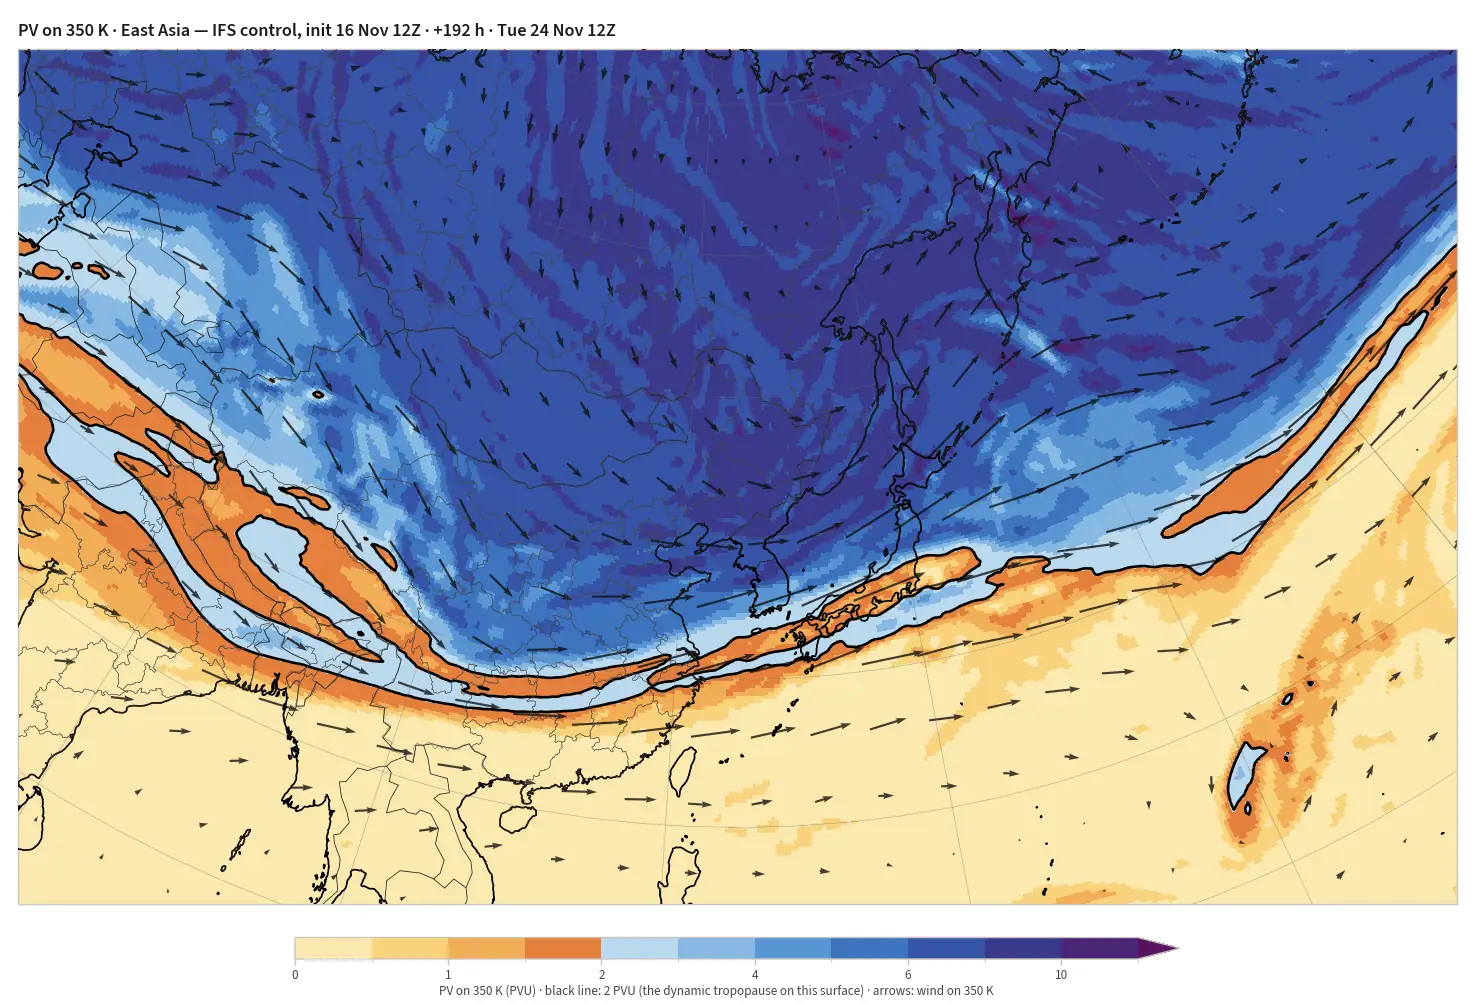 PV on 350 K · East Asia — IFS control, init 16 Nov 12Z · +192 h · Tue 24 Nov 12Z
0 1 2 4 6 10
PV on 350 K (PVU) · black line: 2 PVU (the dynamic tropopause on this surface) · arrows: wind on 350 K